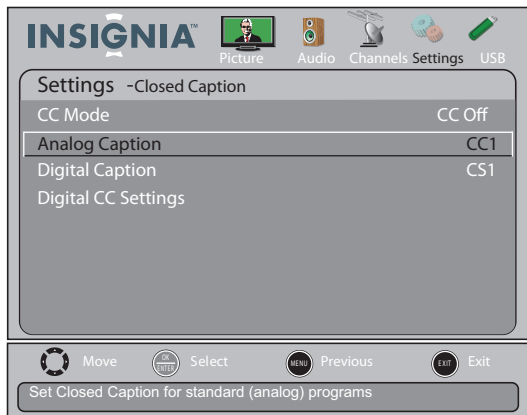 INSIGNIA™
Picture Audio Channels Settings USB
Settings -Closed Caption
CC Mode CC Off
Analog Caption CC1
Digital Caption CS1
Digital CC Settings
Move OK ENTER Select MENU Previous EXIT Exit
Set Closed Caption for standard (analog) programs